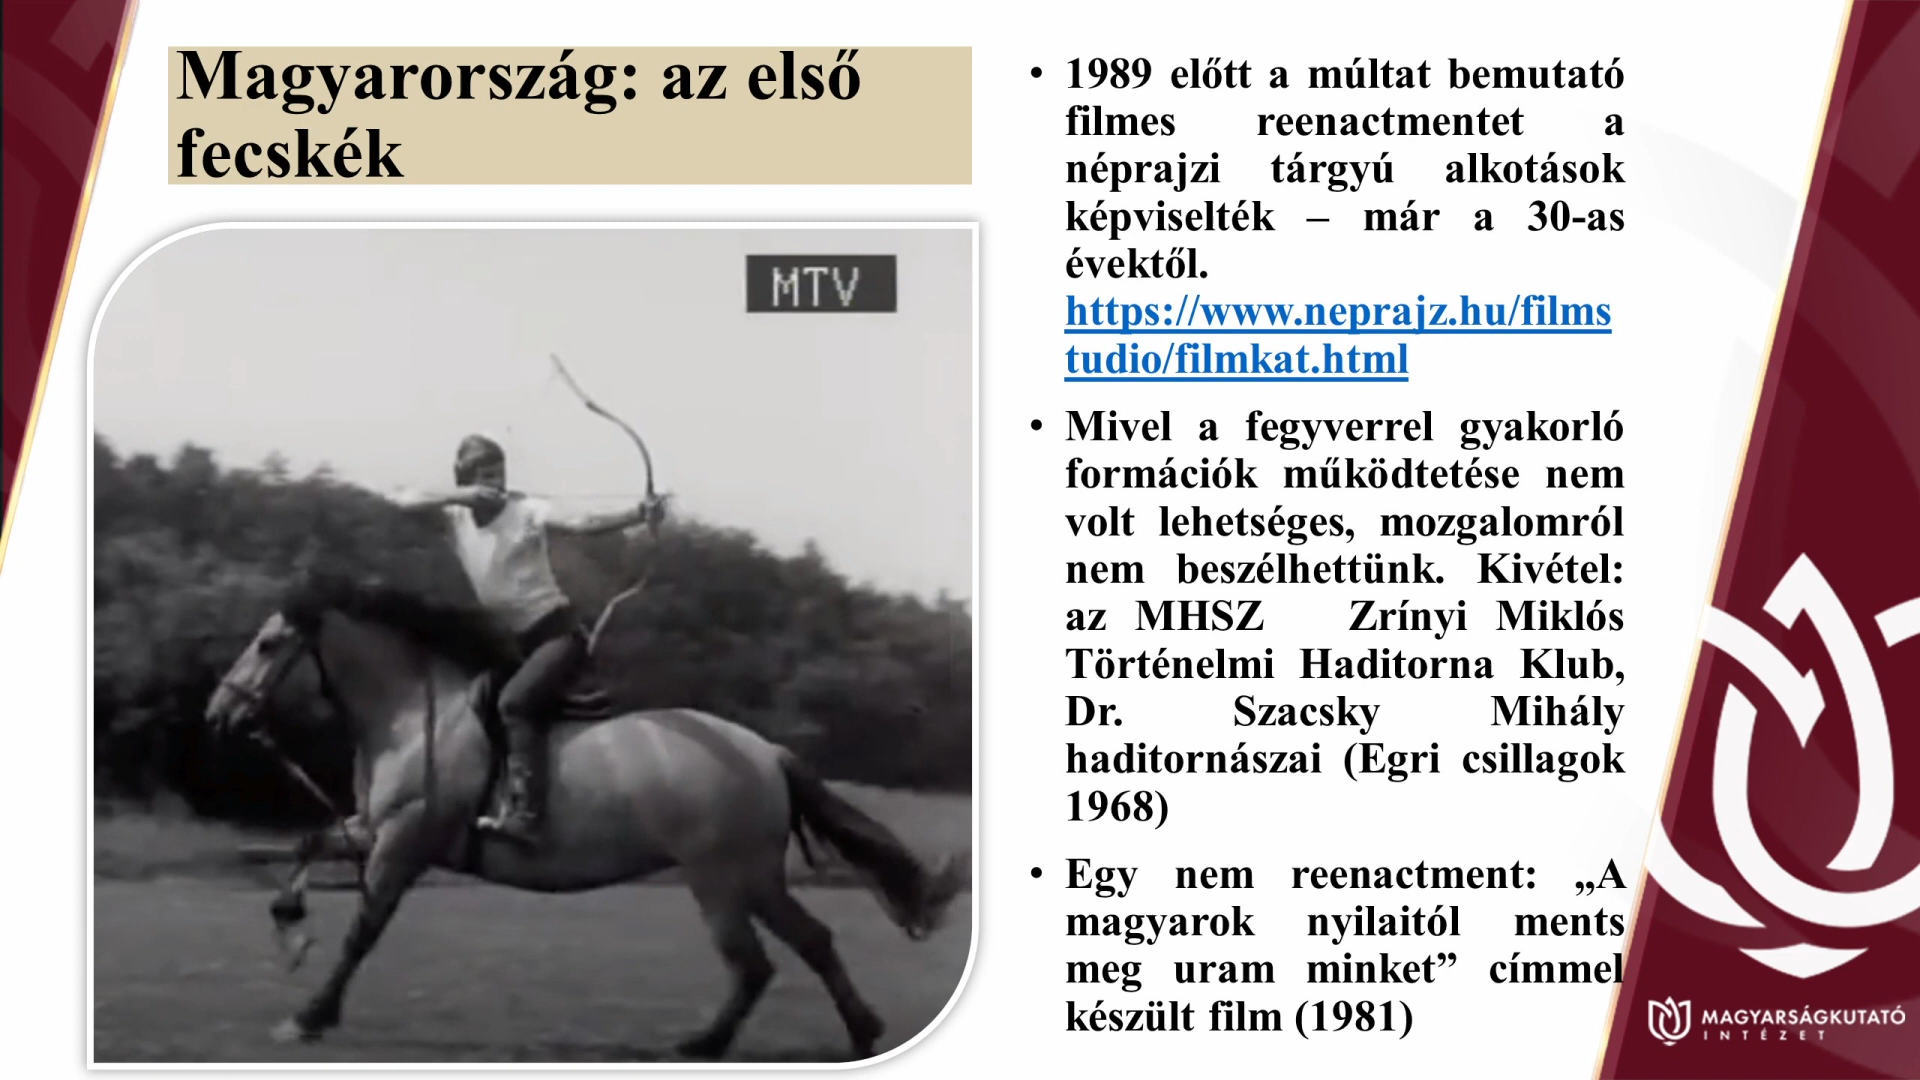 Magyarország: az első
fecskék
MTV
• 1989 előtt a múltat bemutató
filmes reenactmentet a
néprajzi tárgyú alkotások
képviselték – már a 30-as
évektől.
https://www.neprajz.hu/films
tudio/filmkat.html
• Mivel a fegyverrel gyakorló
formációk működtetése nem
volt lehetséges, mozgalomról
nem beszélhettünk. Kivétel:
az MHSZ Zrínyi Miklós
Történelmi Haditorna Klub,
Dr. Szacsky Mihály
haditornászai (Egri csillagok
1968)
• Egy nem reenactment: „A
magyarok nyilaitól ments
meg uram minket” címmel
készült film (1981)
MAGYARSÁGKUTATÓ
INTÉZET